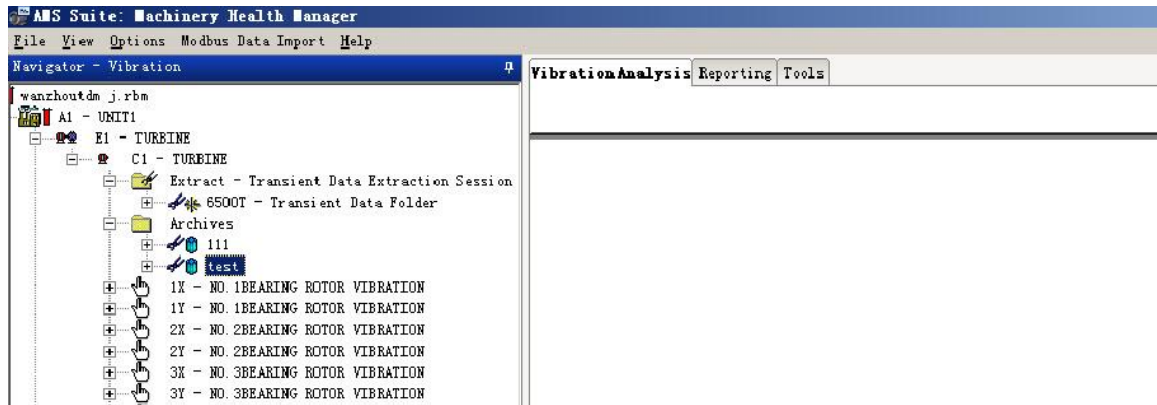 AMS Suite: Machinery Health Manager
File View Options Modbus Data Import Help
Navigator - Vibration
VibrationAnalysis Reporting Tools
wanzhoutdm j.rbm
A1 - UNIT1
E1 - TURBINE
C1 - TURBINE
Extract - Transient Data Extraction Session
6500T - Transient Data Folder
Archives
111
test
1X - NO.1BEARING ROTOR VIBRATION
1Y - NO.1BEARING ROTOR VIBRATION
2X - NO.2BEARING ROTOR VIBRATION
2Y - NO.2BEARING ROTOR VIBRATION
3X - NO.3BEARING ROTOR VIBRATION
3Y - NO.3BEARING ROTOR VIBRATION